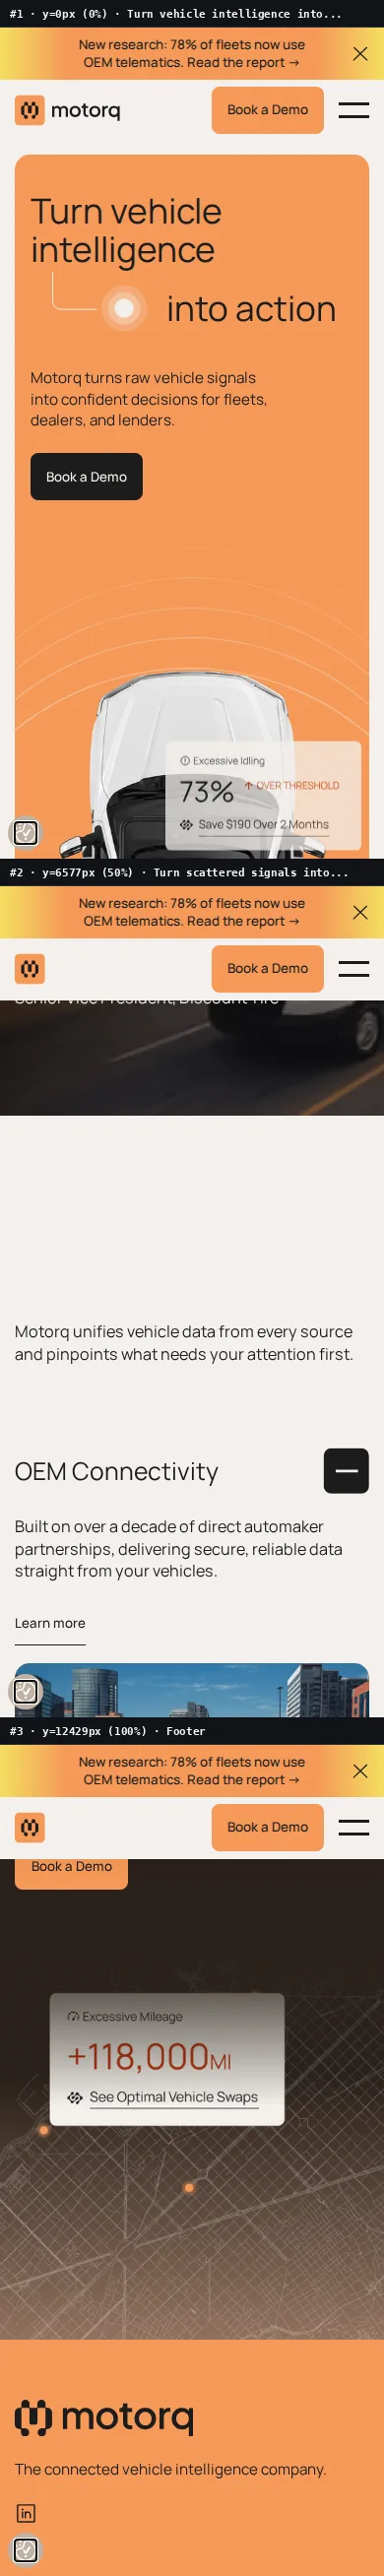 #1 · y=0px (0%) · Turn vehicle intelligence into...
New research: 78% of fleets now use
OEM telematics. Read the report →
motorq
Book a Demo
Turn vehicle
intelligence
into action
Motorq turns raw vehicle signals
into confident decisions for fleets,
dealers, and lenders.
Book a Demo
Excessive Idling
73% ↑ OVER THRESHOLD
Save $190 Over 2 Months
#2 · y=6577px (50%) · Turn scattered signals into...
New research: 78% of fleets now use
OEM telematics. Read the report →
Book a Demo
Senior Vice President, Discount Tire
Motorq unifies vehicle data from every source
and pinpoints what needs your attention first.
OEM Connectivity
Built on over a decade of direct automaker
partnerships, delivering secure, reliable data
straight from your vehicles.
Learn more
#3 · y=12429px (100%) · Footer
New research: 78% of fleets now use
OEM telematics. Read the report →
Book a Demo
Book a Demo
Excessive Mileage
+118,000MI
See Optimal Vehicle Swaps
motorq
The connected vehicle intelligence company.
in